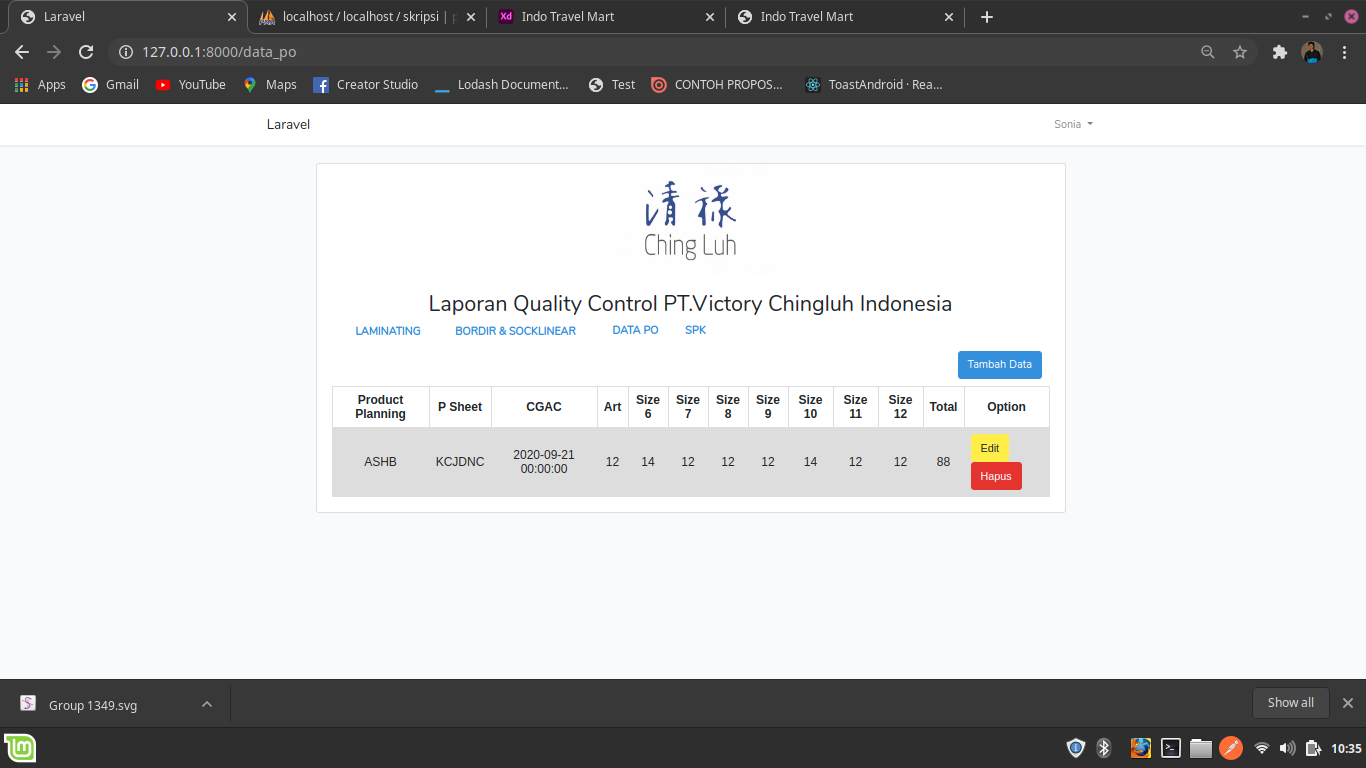 Laravel
localhost / localhost / skripsi | p
Xd
Indo Travel Mart
Indo Travel Mart
127.0.0.1:8000/data_po
Apps
Gmail
YouTube
Maps
Creator Studio
Lodash Document...
Test
CONTOH PROPOS...
ToastAndroid · Rea...
Laravel
Sonia
清祿
Ching Luh
Laporan Quality Control PT.Victory Chingluh Indonesia
LAMINATING BORDIR & SOCKLINEAR DATA PO SPK
Tambah Data
Product Planning
P Sheet
CGAC
Art
Size 6
Size 7
Size 8
Size 9
Size 10
Size 11
Size 12
Total
Option
ASHB
KCJDNC
2020-09-21
00:00:00
12
14
12
12
12
14
12
12
88
Edit
Hapus
Group 1349.svg
Show all
10:35